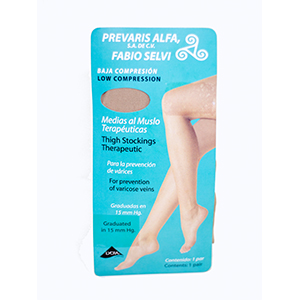 PREVARIS ALFA,
S.A. DE C.V.
FABIO SELVI
BAJA COMPRESIÓN
LOW COMPRESSION
Medias al Muslo
Terapéuticas
Thigh Stockings
Therapeutic
Para la prevención
de várices
For prevention
of varicose veins
Graduadas en
15 mm Hg.
Graduated
in 15 mm Hg.
LYCRA
Contenido: 1 par
Content: 1 pair